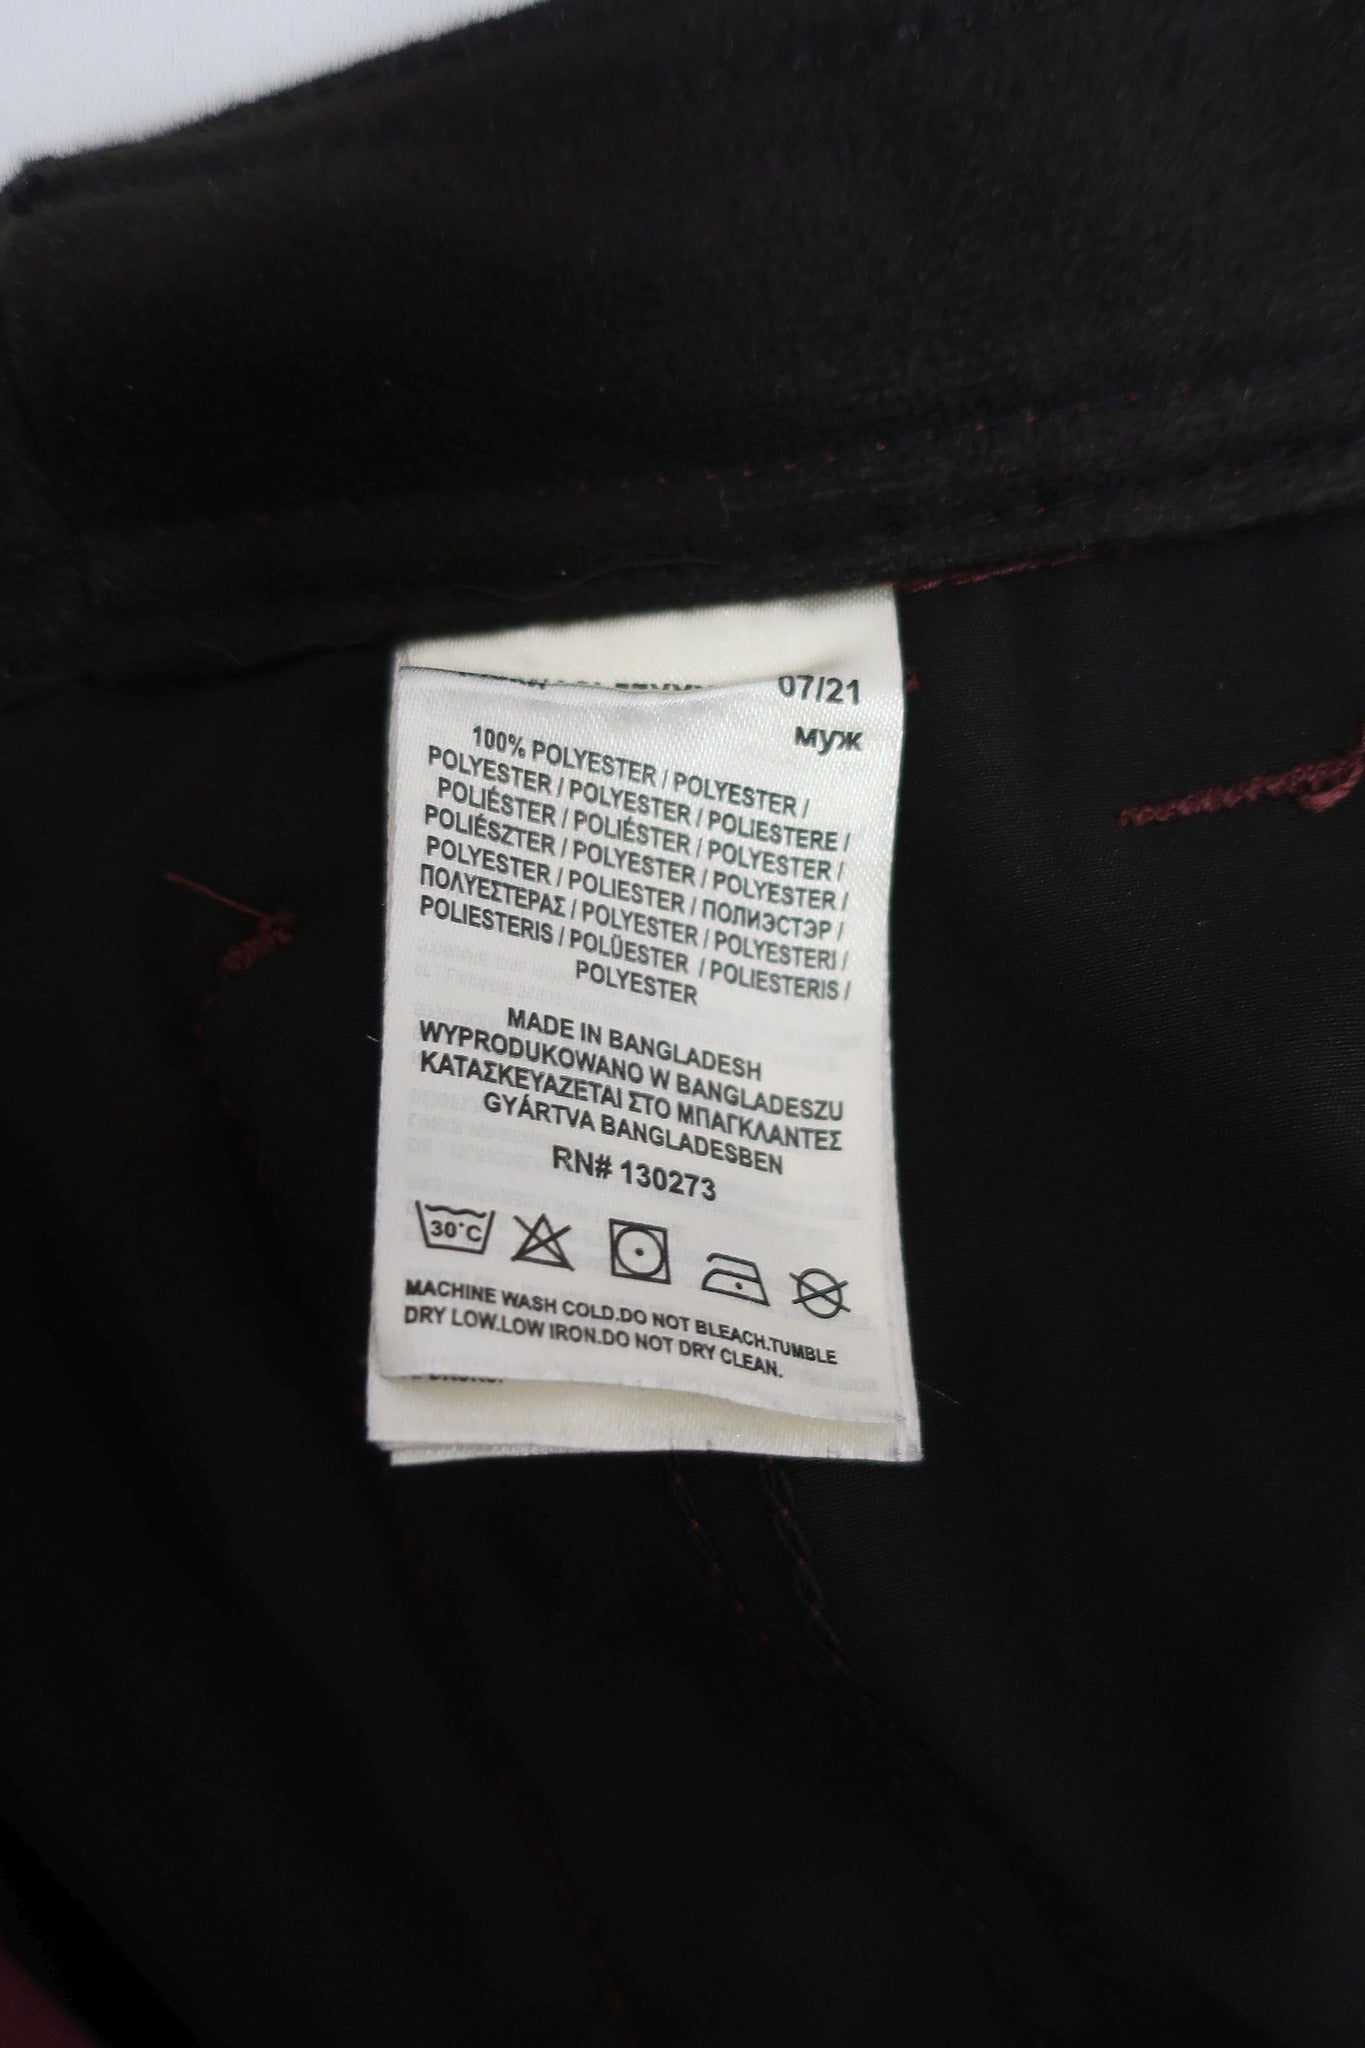 07/21
муж
100% POLYESTER / POLYESTER /
POLYESTER / POLYESTER / POLIESTERE /
POLIÉSTER / POLIÉSTER / POLYESTER /
POLIÉSZTER / POLYESTER / POLYESTER /
POLYESTER / POLIESTER / ПОЛИЭСТЭР /
ΠΟΛΥΕΣΤΕΡΑΣ / POLYESTER / POLYESTERI /
POLIESTERIS / POLÜESTER / POLIESTERIS /
POLYESTER
MADE IN BANGLADESH
WYPRODUKOWANO W BANGLADESZU
ΚΑΤΑΣΚΕΥΑΖΕΤΑΙ ΣΤΟ ΜΠΑΓΚΛΑΝΤΕΣ
GYÁRTVA BANGLADESBEN
RN# 130273
30°C
MACHINE WASH COLD.DO NOT BLEACH.TUMBLE
DRY LOW.LOW IRON.DO NOT DRY CLEAN.